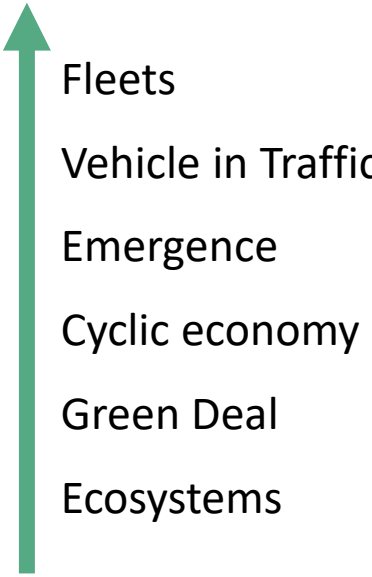 Fleets
Vehicle in Traffic
Emergence
Cyclic economy
Green Deal
Ecosystems